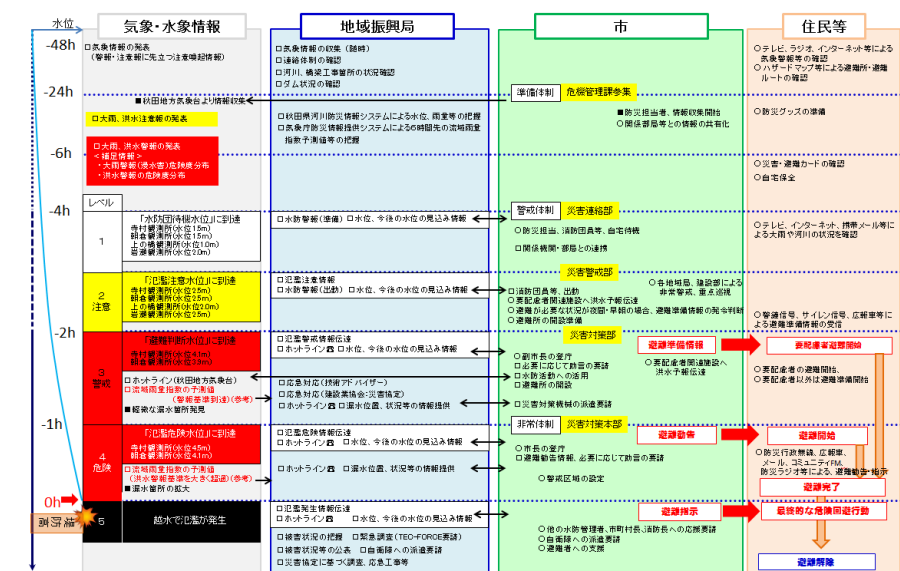 水位
気象・水象情報
地域振興局
市
住民等
-48h
-24h
-6h
-4h
-2h
-1h
0h
□気象情報の発表
(警報・注意報に先立つ注意喚起情報)
■秋田地方気象台より情報収集
□大雨、洪水注意報の発表
□大雨、洪水警報の発表
<補足情報>
・大雨警報(浸水害)危険度分布
・洪水警報の危険度分布
レベル
1
「水防団待機水位」に到達
寺村観測所(水位1.5m)
朝倉観測所(水位1.5m)
上の橋観測所(水位1.0m)
岩瀬観測所(水位2.0m)
2
注意
「氾濫注意水位」に到達
寺村観測所(水位2.5m)
朝倉観測所(水位2.5m)
上の橋観測所(水位2.0m)
岩瀬観測所(水位2.5m)
3
警戒
「避難判断水位」に到達
寺村観測所(水位4.1m)
朝倉観測所(水位3.9m)
□ホットライン(秋田地方気象台)
□流域雨量指数の予測値
(警報基準到達)(参考)
■軽微な漏水箇所発見
4
危険
「氾濫危険水位」に到達
寺村観測所(水位4.5m)
朝倉観測所(水位4.1m)
□流域雨量指数の予測値
(洪水警報基準を大きく超過)(参考)
■漏水箇所の拡大
5
越水で氾濫が発生
□気象情報の収集(随時)
□連絡体制の確認
□河川、橋梁工事箇所の状況確認
□ダム状況の確認
□秋田県河川防災情報システムによる水位、雨量等の把握
□気象庁防災情報提供システムによる6時間先の流域雨量
指数予測値等の把握
□水防警報(準備) □水位、今後の水位の見込み情報
□氾濫注意情報
□水防警報(出動) □水位、今後の水位の見込み情報
□氾濫警戒情報伝達
□ホットライン☎ □水位、今後の水位の見込み情報
□応急対応(技術アドバイザー)
□応急対応(建設業協会:災害協定)
□ホットライン☎ □漏水位置、状況等の情報提供
□氾濫危険情報伝達
□ホットライン☎ □水位、今後の水位の見込み情報
□ホットライン☎ □漏水位置、状況等の情報提供
□氾濫発生情報伝達
□ホットライン☎ □水位、今後の水位の見込み情報
□被害状況の把握 □緊急調査(TEC-FORCE要請)
□被害状況等の公表 □自衛隊への派遣要請
□災害協定に基づく調査、応急工事等
準備体制
危機管理課参集
■防災担当者、情報収集開始
○関係部局等との情報の共有化
警戒体制
災害連絡部
○防災担当、消防団員等、自宅待機
□関係機関・部局との連携
災害警戒部
□消防団員等、出動
○各地域局、建設部による
非常警戒、重点巡視
○要配慮者関連施設へ洪水予報伝達
○避難が必要な状況が夜間・早朝の場合、避難準備情報の発令判断
○避難所の開設準備
災害対策部
避難準備情報
○副市長の登庁
○必要に応じて助言の要請
○水防活動への活用
○避難所の開設
○要配慮者関連施設へ
洪水予報伝達
□災害対策機械の派遣要請
非常体制
災害対策本部
避難勧告
○市長の登庁
○避難勧告情報、必要に応じて助言の要請
○警戒区域の設定
避難指示
○他の水防管理者、市町村長、消防長への応援要請
○自衛隊への派遣要請
○避難者への支援
○テレビ、ラジオ、インターネット等による
気象警報等の確認
○ハザードマップ等による避難所・避難
ルートの確認
○防災グッズの準備
○災害・避難カードの確認
○自宅保全
○テレビ、インターネット、携帯メール等に
よる大雨や河川の状況を確認
○警鐘信号、サイレン信号、広報車等に
よる避難準備情報の受信
要配慮者避難開始
○要配慮者の避難開始、
○要配慮者以外は避難準備開始
避難開始
○防災行政無線、広報車、
メール、コミュニティFM、
防災ラジオ等による、避難勧告・指示
避難完了
最終的な危険回避行動
避難解除